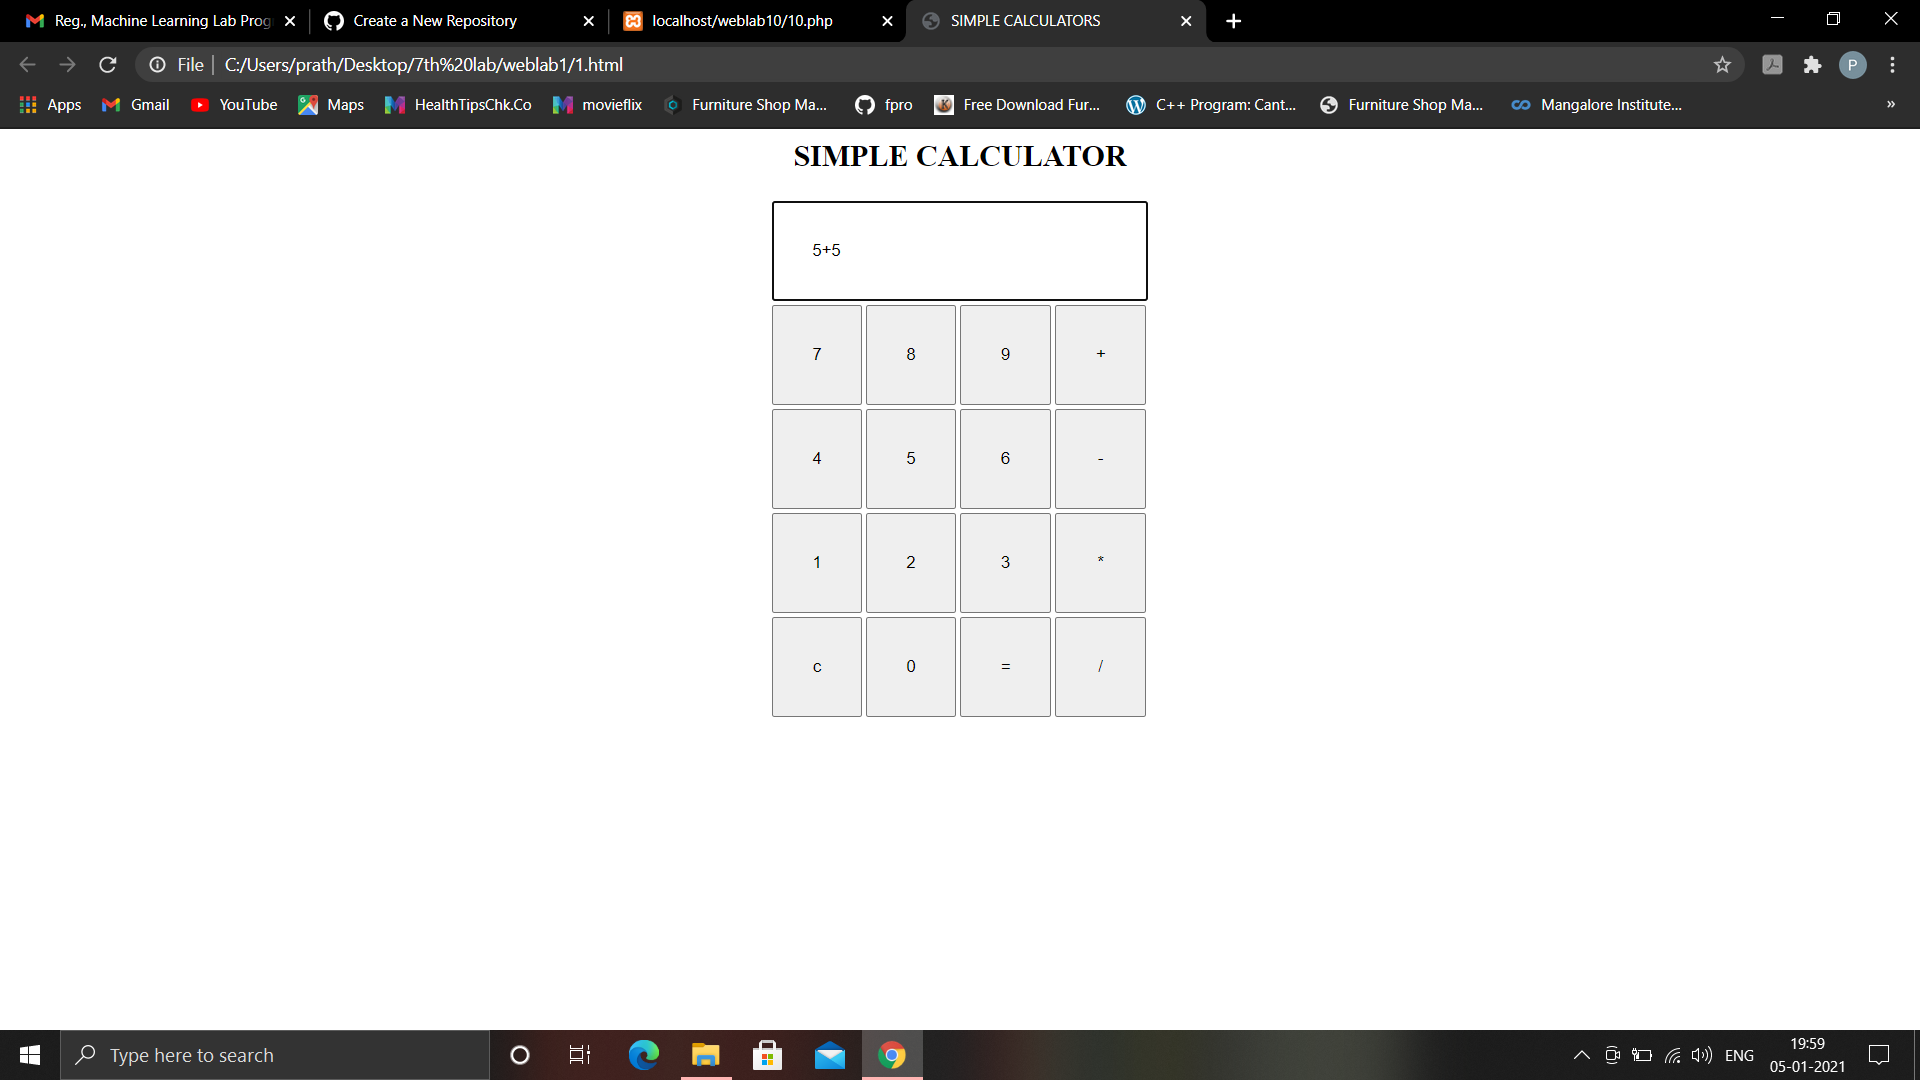 Reg., Machine Learning Lab Prog
Create a New Repository
localhost/weblab10/10.php
SIMPLE CALCULATORS
File
C:/Users/prath/Desktop/7th%20lab/weblab1/1.html
P
Apps
Gmail
YouTube
Maps
HealthTipsChk.Co
movieflix
Furniture Shop Ma...
fpro
Free Download Fur...
C++ Program: Cant...
Furniture Shop Ma...
Mangalore Institute...
»
SIMPLE CALCULATOR
5+5
7 8 9 +
4 5 6 -
1 2 3 *
c 0 = /
Type here to search
ENG
19:59
05-01-2021